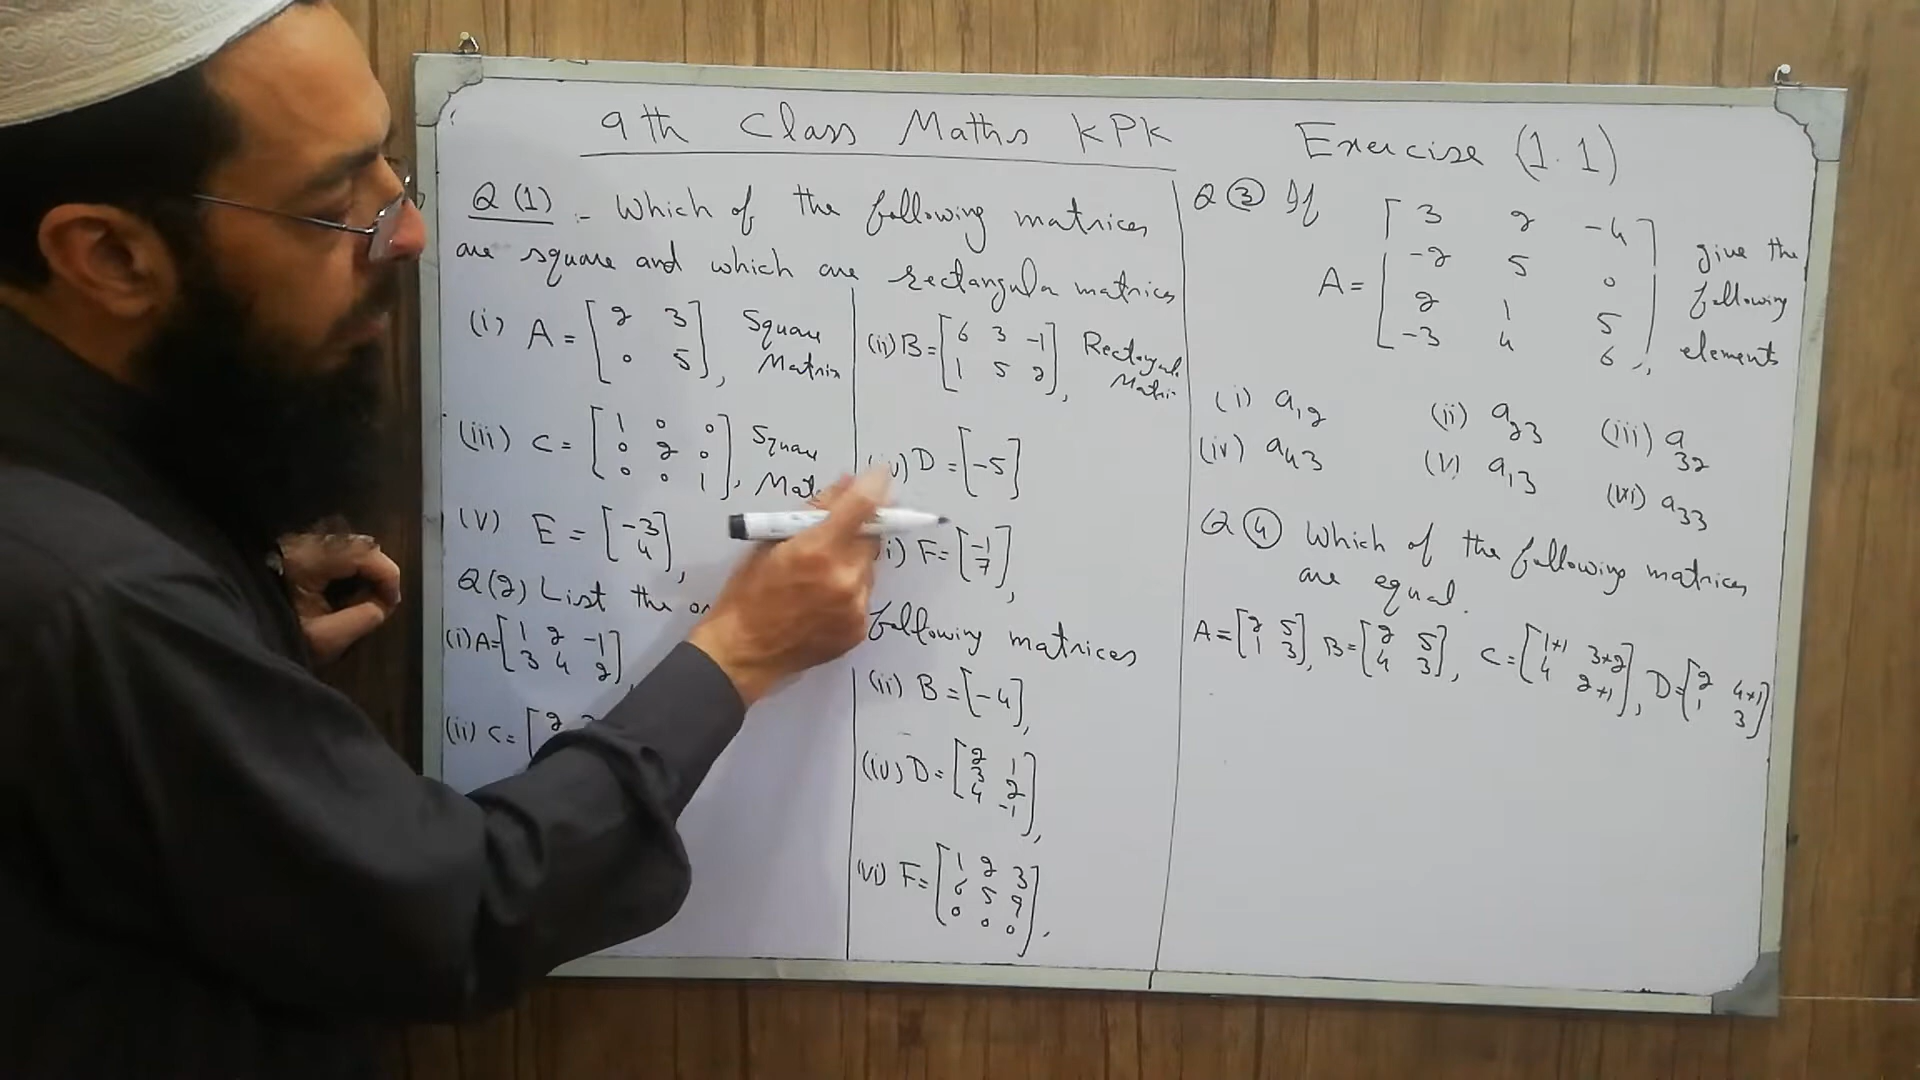 9th Class Maths KPK
Exercise (1.1)
Q(1) :- Which of the following matrices
are square and which are rectangular matrices
(i) A = [2 3
0 5], Square
Matrix
(ii) B = [6 3 -1
1 5 2], Rectangula
Matri
(iii) C = [1 0 0
0 2 0
0 0 1], Square
(iv) D = [-5]
(v) E = [-3
4],
F = [-1
7],
Q(2) List the
following matrices
(i) A = [1 2 -1
3 4 2]
(ii) B = [-4],
(ii) C = [2
(iv) D = [2 1
3 2
4 -1],
(vi) F = [1 2 3
6 5 9
0 0 0],
Q (3) If
A = [3 2 -4
-2 5 0
2 1 5
-3 4 6],
give the
following
elements
(i) a12 (ii) a23 (iii) a32
(iv) a43 (v) a13 (vi) a33
Q (4) Which of the following matrices
are equal.
A = [2 5
1 3], B = [2 5
4 3], C = [1+1 3+2
4 2+1], D = [2 4+1
1 3]